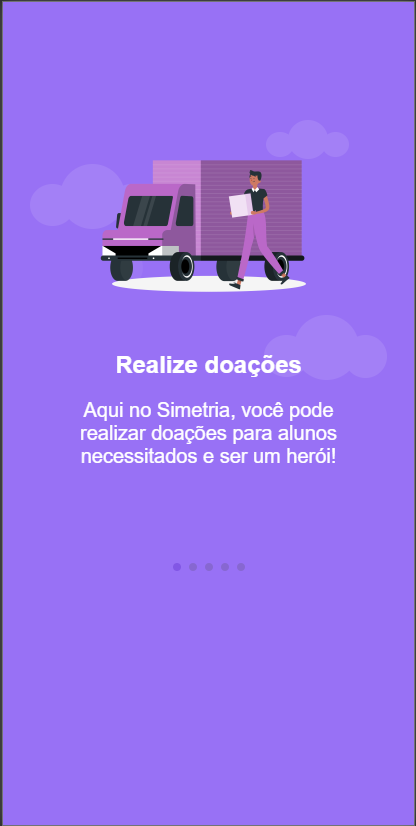 Realize doações
Aqui no Simetria, você pode
realizar doações para alunos
necessitados e ser um herói!